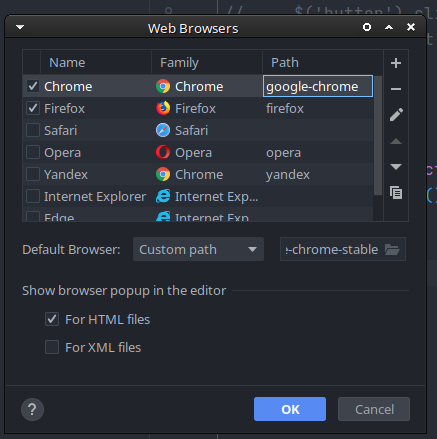 // $('button').cli
Web Browsers
Name Family Path
Chrome Chrome google-chrome
Firefox Firefox firefox
Safari Safari
Opera Opera opera
Yandex Chrome yandex
Internet Explorer Internet Exp...
Edge Internet Exp...
Default Browser: Custom path e-chrome-stable
Show browser popup in the editor
For HTML files
For XML files
? OK Cancel